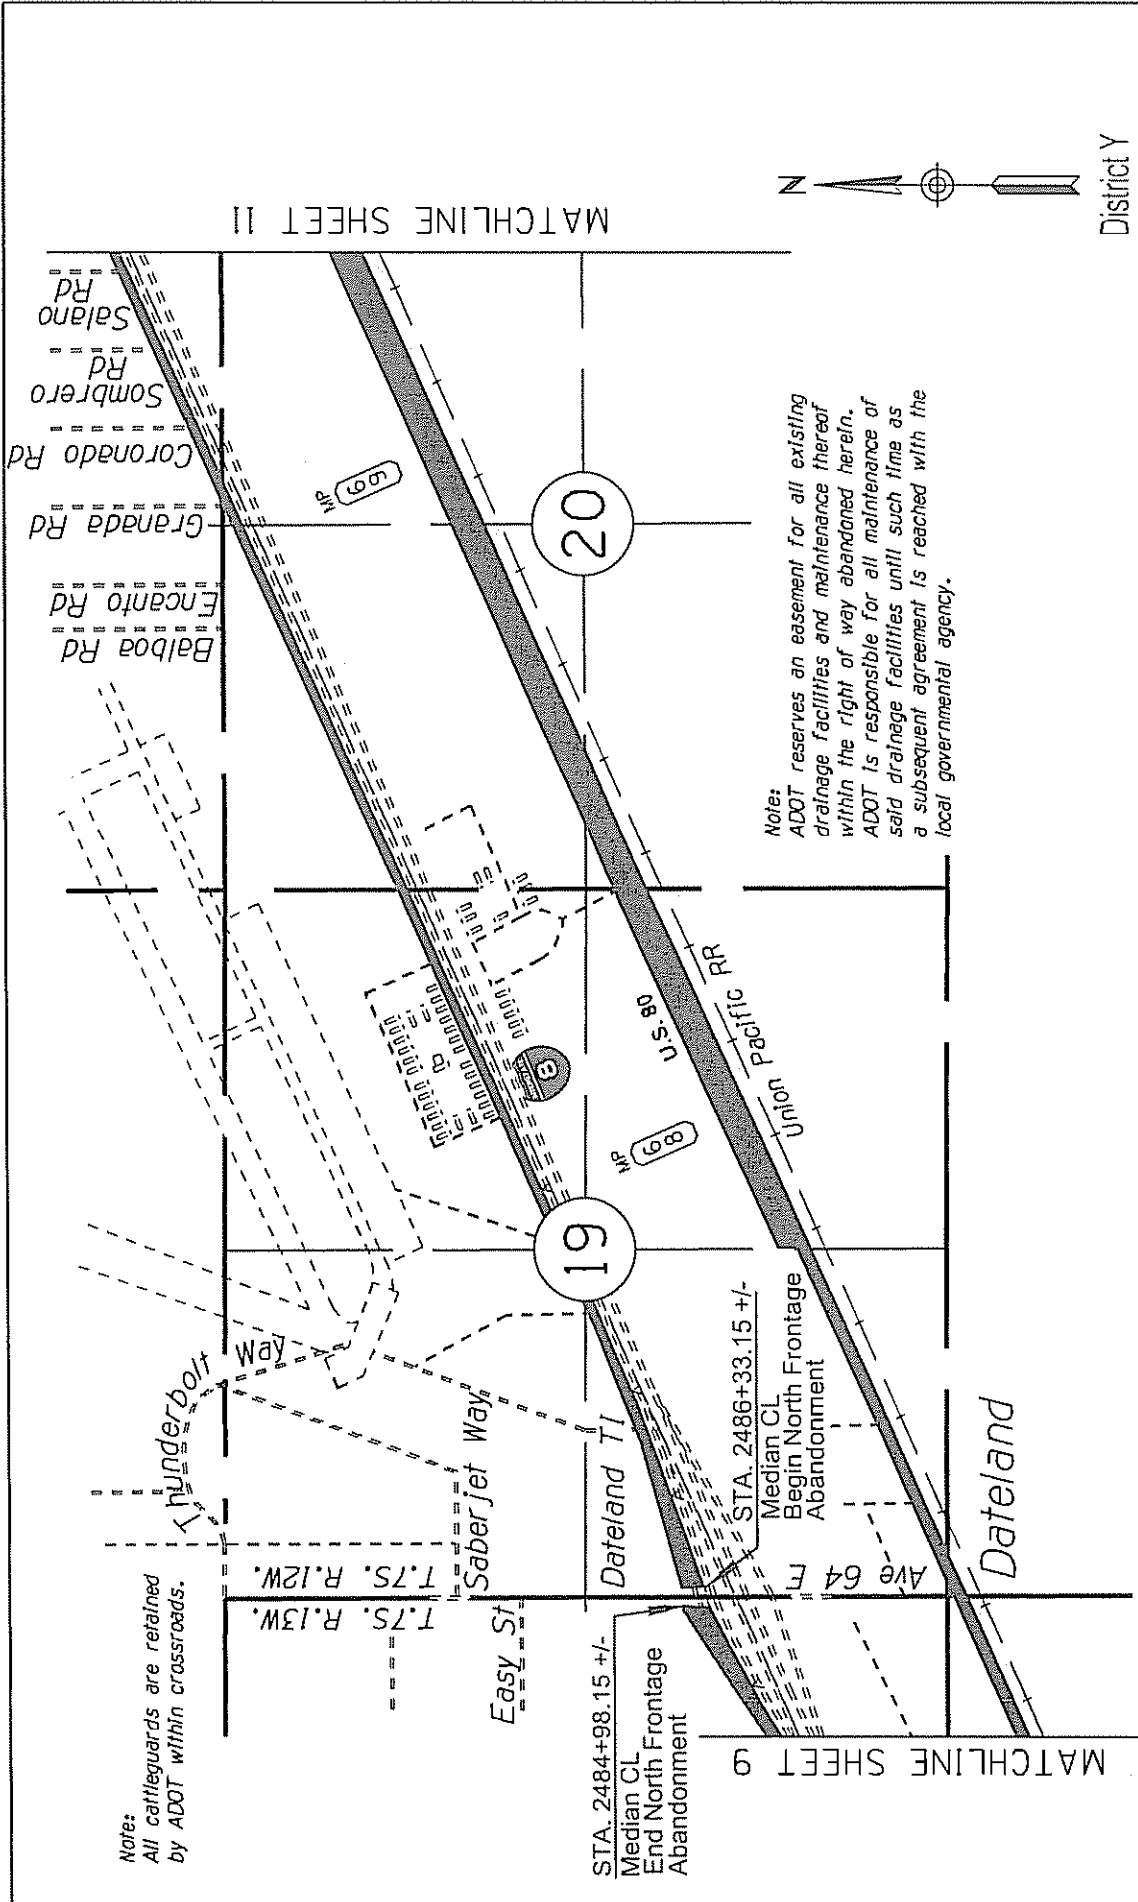 Note:
All cattleguards are retained
by ADOT within crossroads.
Thunderbolt Way
T.7S. R.13W.
T.7S. R.12W.
Easy St
Saberjet Way
Dateland TI
STA. 2484+98.15 +/-
Median CL
End North Frontage
Abandonment
STA. 2486+33.15 +/-
Median CL
Begin North Frontage
Abandonment
Ave 64 E
Dateland
MATCHLINE SHEET 9
19
8
MP
68
U.S. 80
Union Pacific RR
Balboa Rd
Encanto Rd
Granada Rd
Coronado Rd
Sombrero
Rd
Salano
Rd
MP
69
20
MATCHLINE SHEET 11
Note:
ADOT reserves an easement for all existing
drainage facilities and maintenance thereof
within the right of way abandoned herein.
ADOT is responsible for all maintenance of
said drainage facilities until such time as
a subsequent agreement is reached with the
local governmental agency.
N
District Y